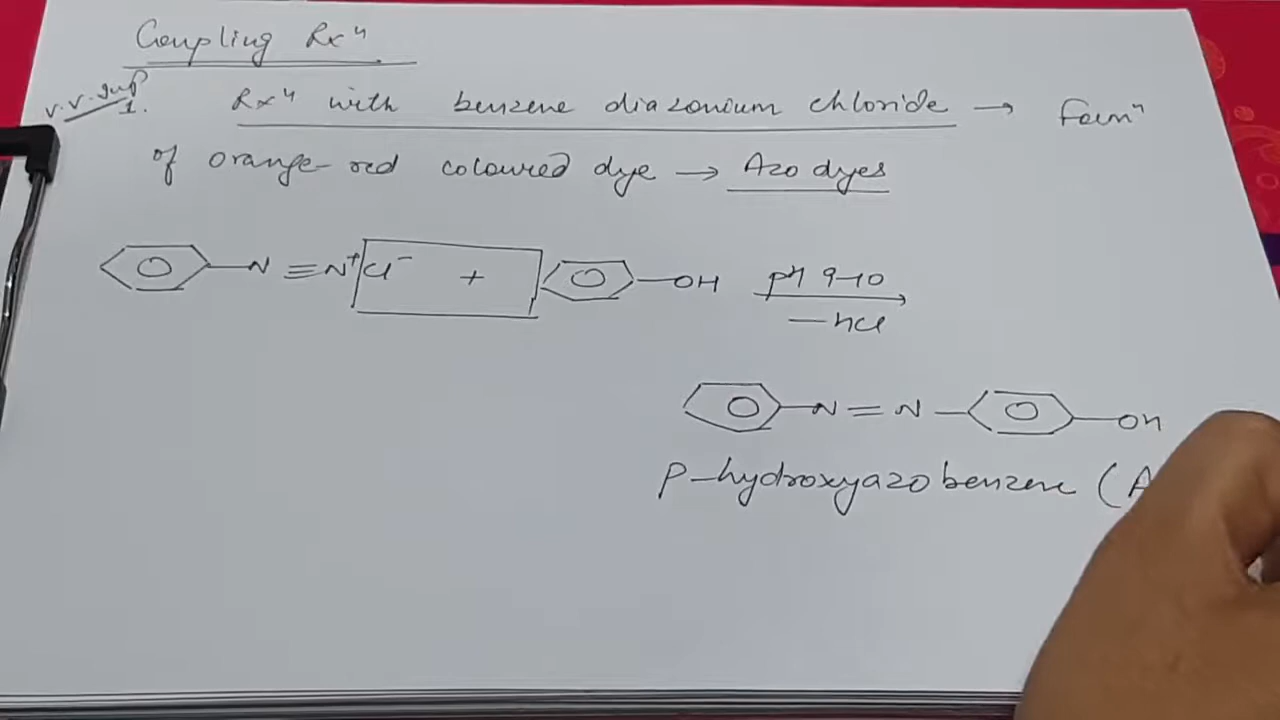 Coupling Rxⁿ
V.V. Imp
1. Rxⁿ with benzene diazonium chloride → Formⁿ
of orange-red coloured dye → Azo dyes
N≡N⁺Cl⁻ + OH pH 9-10
-HCl
N=N OH
p-hydroxyazobenzene (A